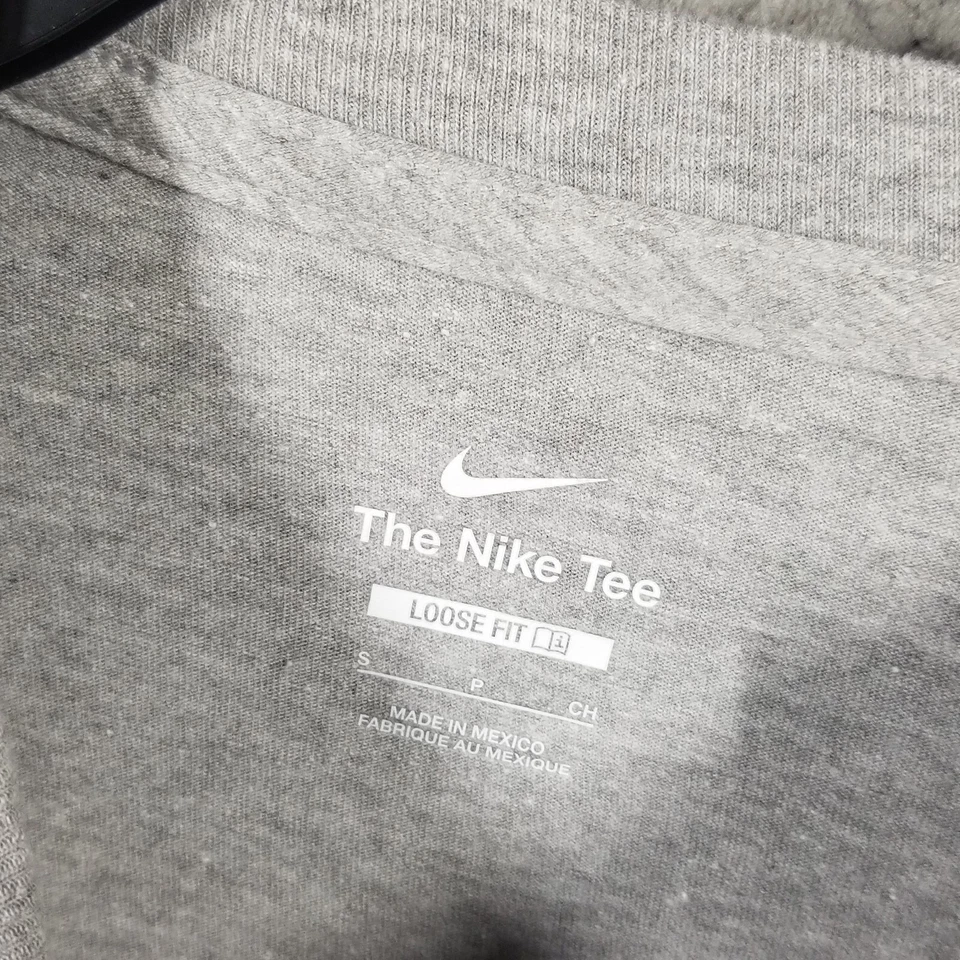 The Nike Tee
LOOSE FIT
S P CH
MADE IN MEXICO
FABRIQUE AU MEXIQUE